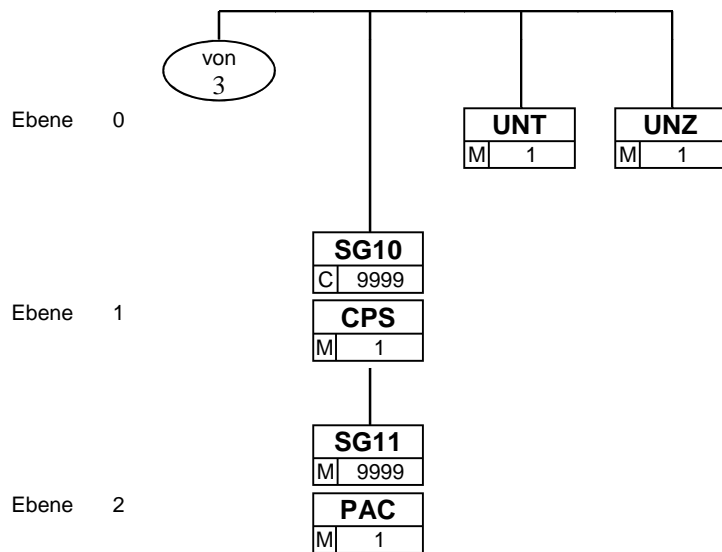 von
3
Ebene 0
UNT UNZ
M 1 M 1
SG10
C 9999
Ebene 1
CPS
M 1
SG11
M 9999
Ebene 2
PAC
M 1